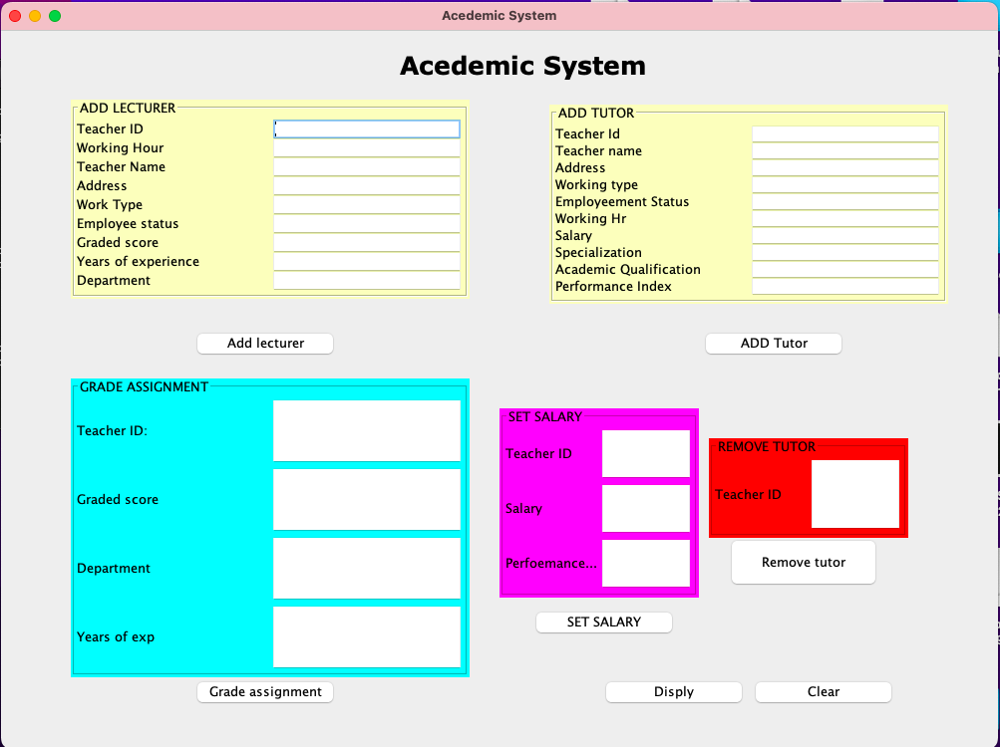 Acedemic System
Acedemic System
ADD LECTURER
Teacher ID
Working Hour
Teacher Name
Address
Work Type
Employee status
Graded score
Years of experience
Department
Add lecturer
ADD TUTOR
Teacher Id
Teacher name
Address
Working type
Employeement Status
Working Hr
Salary
Specialization
Academic Qualification
Performance Index
ADD Tutor
GRADE ASSIGNMENT
Teacher ID:
Graded score
Department
Years of exp
Grade assignment
SET SALARY
Teacher ID
Salary
Perfoemance...
SET SALARY
REMOVE TUTOR
Teacher ID
Remove tutor
Disply
Clear